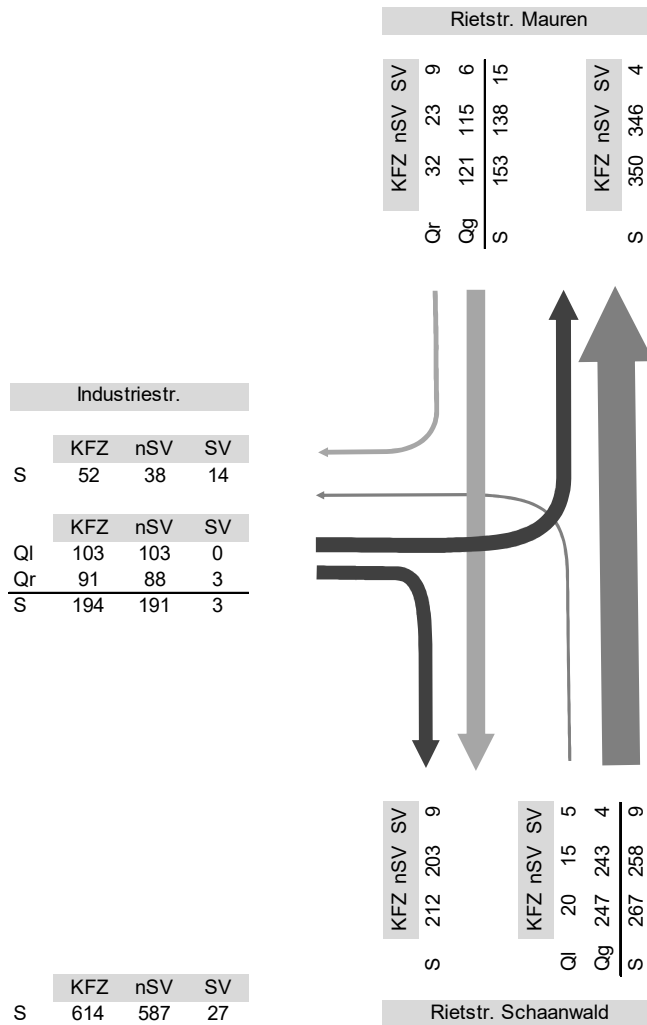 Rietstr. Mauren
KFZ nSV SV
Qr 32 23 9
Qg 121 115 6
S 153 138 15
KFZ nSV SV
S 350 346 4
Industriestr.
KFZ nSV SV
S 52 38 14
KFZ nSV SV
Ql 103 103 0
Qr 91 88 3
S 194 191 3
KFZ nSV SV
S 212 203 9
KFZ nSV SV
Ql 20 15 5
Qg 247 243 4
S 267 258 9
KFZ nSV SV
S 614 587 27
Rietstr. Schaanwald